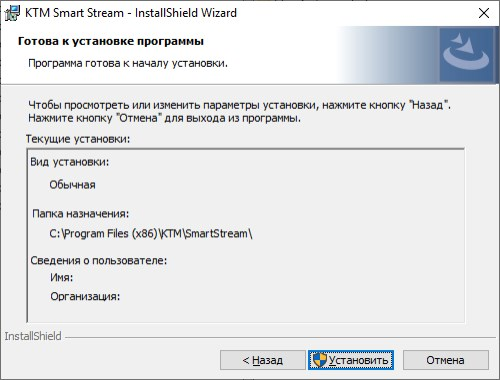 KTM Smart Stream - InstallShield Wizard
Готова к установке программы
Программа готова к началу установки.
Чтобы просмотреть или изменить параметры установки, нажмите кнопку "Назад".
Нажмите кнопку "Отмена" для выхода из программы.
Текущие установки:
Вид установки:
Обычная
Папка назначения:
C:\Program Files (x86)\KTM\SmartStream\
Сведения о пользователе:
Имя:
Организация:
InstallShield
< Назад
Установить
Отмена